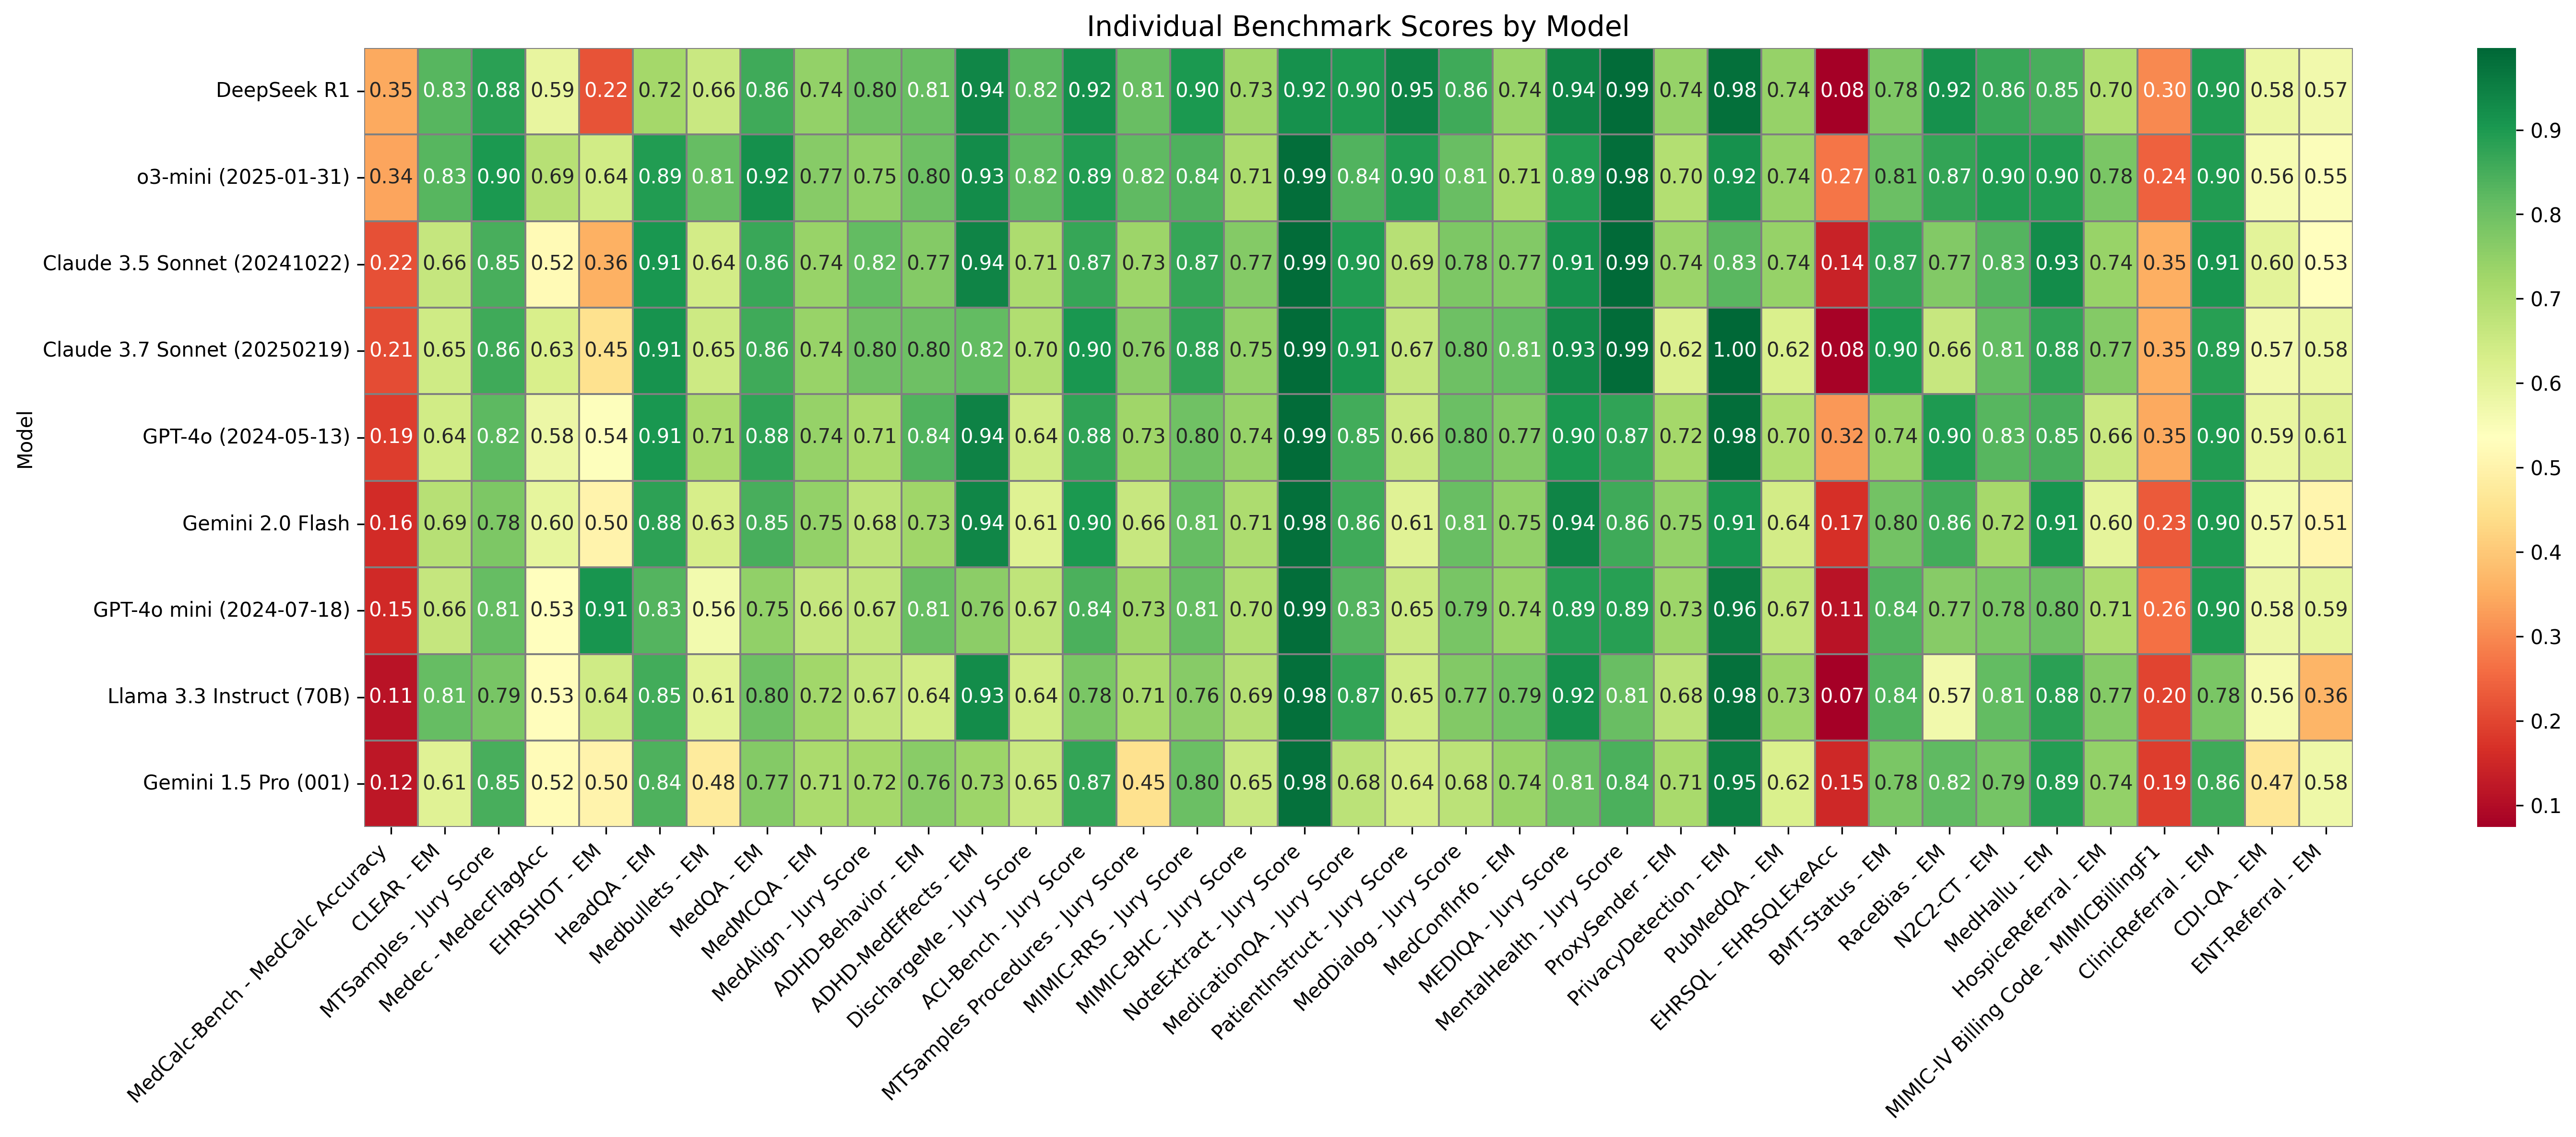 Individual Benchmark Scores by Model
Model
DeepSeek R1 0.35 0.83 0.88 0.59 0.22 0.72 0.66 0.86 0.74 0.80 0.81 0.94 0.82 0.92 0.81 0.90 0.73 0.92 0.90 0.95 0.86 0.74 0.94 0.99 0.74 0.98 0.74 0.08 0.78 0.92 0.86 0.85 0.70 0.30 0.90 0.58 0.57
o3-mini (2025-01-31) 0.34 0.83 0.90 0.69 0.64 0.89 0.81 0.92 0.77 0.75 0.80 0.93 0.82 0.89 0.82 0.84 0.71 0.99 0.84 0.90 0.81 0.71 0.89 0.98 0.70 0.92 0.74 0.27 0.81 0.87 0.90 0.90 0.78 0.24 0.90 0.56 0.55
Claude 3.5 Sonnet (20241022) 0.22 0.66 0.85 0.52 0.36 0.91 0.64 0.86 0.74 0.82 0.77 0.94 0.71 0.87 0.73 0.87 0.77 0.99 0.90 0.69 0.78 0.77 0.91 0.99 0.74 0.83 0.74 0.14 0.87 0.77 0.83 0.93 0.74 0.35 0.91 0.60 0.53
Claude 3.7 Sonnet (20250219) 0.21 0.65 0.86 0.63 0.45 0.91 0.65 0.86 0.74 0.80 0.80 0.82 0.70 0.90 0.76 0.88 0.75 0.99 0.91 0.67 0.80 0.81 0.93 0.99 0.62 1.00 0.62 0.08 0.90 0.66 0.81 0.88 0.77 0.35 0.89 0.57 0.58
GPT-4o (2024-05-13) 0.19 0.64 0.82 0.58 0.54 0.91 0.71 0.88 0.74 0.71 0.84 0.94 0.64 0.88 0.73 0.80 0.74 0.99 0.85 0.66 0.80 0.77 0.90 0.87 0.72 0.98 0.70 0.32 0.74 0.90 0.83 0.85 0.66 0.35 0.90 0.59 0.61
Gemini 2.0 Flash 0.16 0.69 0.78 0.60 0.50 0.88 0.63 0.85 0.75 0.68 0.73 0.94 0.61 0.90 0.66 0.81 0.71 0.98 0.86 0.61 0.81 0.75 0.94 0.86 0.75 0.91 0.64 0.17 0.80 0.86 0.72 0.91 0.60 0.23 0.90 0.57 0.51
GPT-4o mini (2024-07-18) 0.15 0.66 0.81 0.53 0.91 0.83 0.56 0.75 0.66 0.67 0.81 0.76 0.67 0.84 0.73 0.81 0.70 0.99 0.83 0.65 0.79 0.74 0.89 0.89 0.73 0.96 0.67 0.11 0.84 0.77 0.78 0.80 0.71 0.26 0.90 0.58 0.59
Llama 3.3 Instruct (70B) 0.11 0.81 0.79 0.53 0.64 0.85 0.61 0.80 0.72 0.67 0.64 0.93 0.64 0.78 0.71 0.76 0.69 0.98 0.87 0.65 0.77 0.79 0.92 0.81 0.68 0.98 0.73 0.07 0.84 0.57 0.81 0.88 0.77 0.20 0.78 0.56 0.36
Gemini 1.5 Pro (001) 0.12 0.61 0.85 0.52 0.50 0.84 0.48 0.77 0.71 0.72 0.76 0.73 0.65 0.87 0.45 0.80 0.65 0.98 0.68 0.64 0.68 0.74 0.81 0.84 0.71 0.95 0.62 0.15 0.78 0.82 0.79 0.89 0.74 0.19 0.86 0.47 0.58
MedCalc-Bench - MedCalc Accuracy
CLEAR - EM
MTSamples - Jury Score
Medec - MedecFlagAcc
EHRSHOT - EM
HeadQA - EM
Medbullets - EM
MedQA - EM
MedMCQA - EM
MedAlign - Jury Score
ADHD-Behavior - EM
ADHD-MedEffects - EM
DischargeMe - Jury Score
ACI-Bench - Jury Score
MTSamples Procedures - Jury Score
MIMIC-RRS - Jury Score
MIMIC-BHC - Jury Score
NoteExtract - Jury Score
MedicationQA - Jury Score
PatientInstruct - Jury Score
MedDialog - Jury Score
MedConfInfo - EM
MEDIQA - Jury Score
MentalHealth - Jury Score
ProxySender - EM
PrivacyDetection - EM
PubMedQA - EM
EHRSQL - EHRSQLExeAcc
BMT-Status - EM
RaceBias - EM
N2C2-CT - EM
MedHallu - EM
HospiceReferral - EM
MIMIC-IV Billing Code - MIMICBillingF1
ClinicReferral - EM
CDI-QA - EM
ENT-Referral - EM
0.9
0.8
0.7
0.6
0.5
0.4
0.3
0.2
0.1